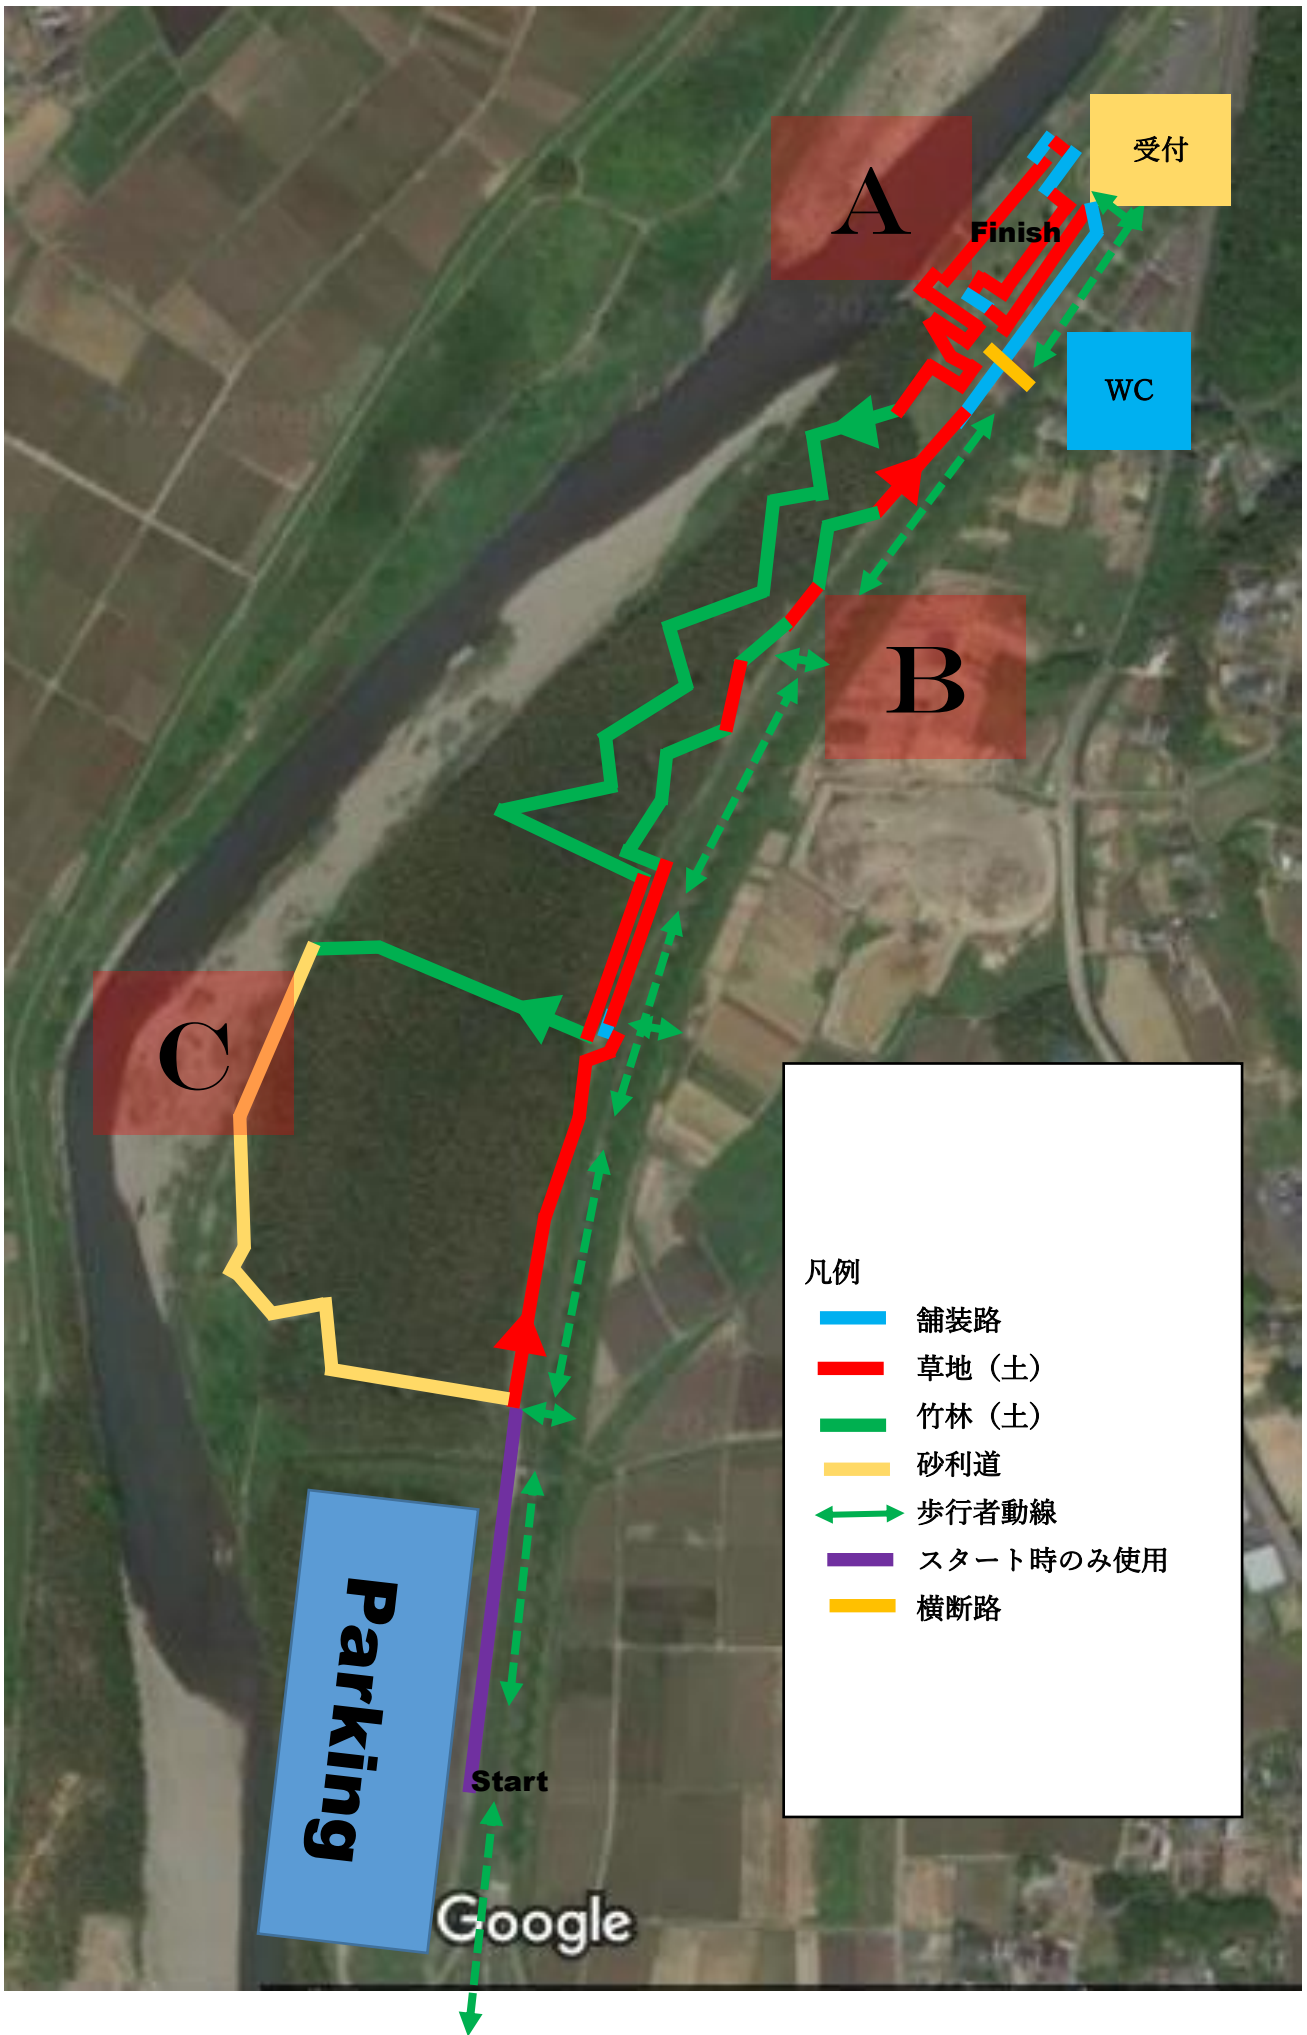 受付
A
Finish
WC
B
C
凡例
舗装路
草地（土）
竹林（土）
砂利道
歩行者動線
スタート時のみ使用
横断路
Parking
Start
Google